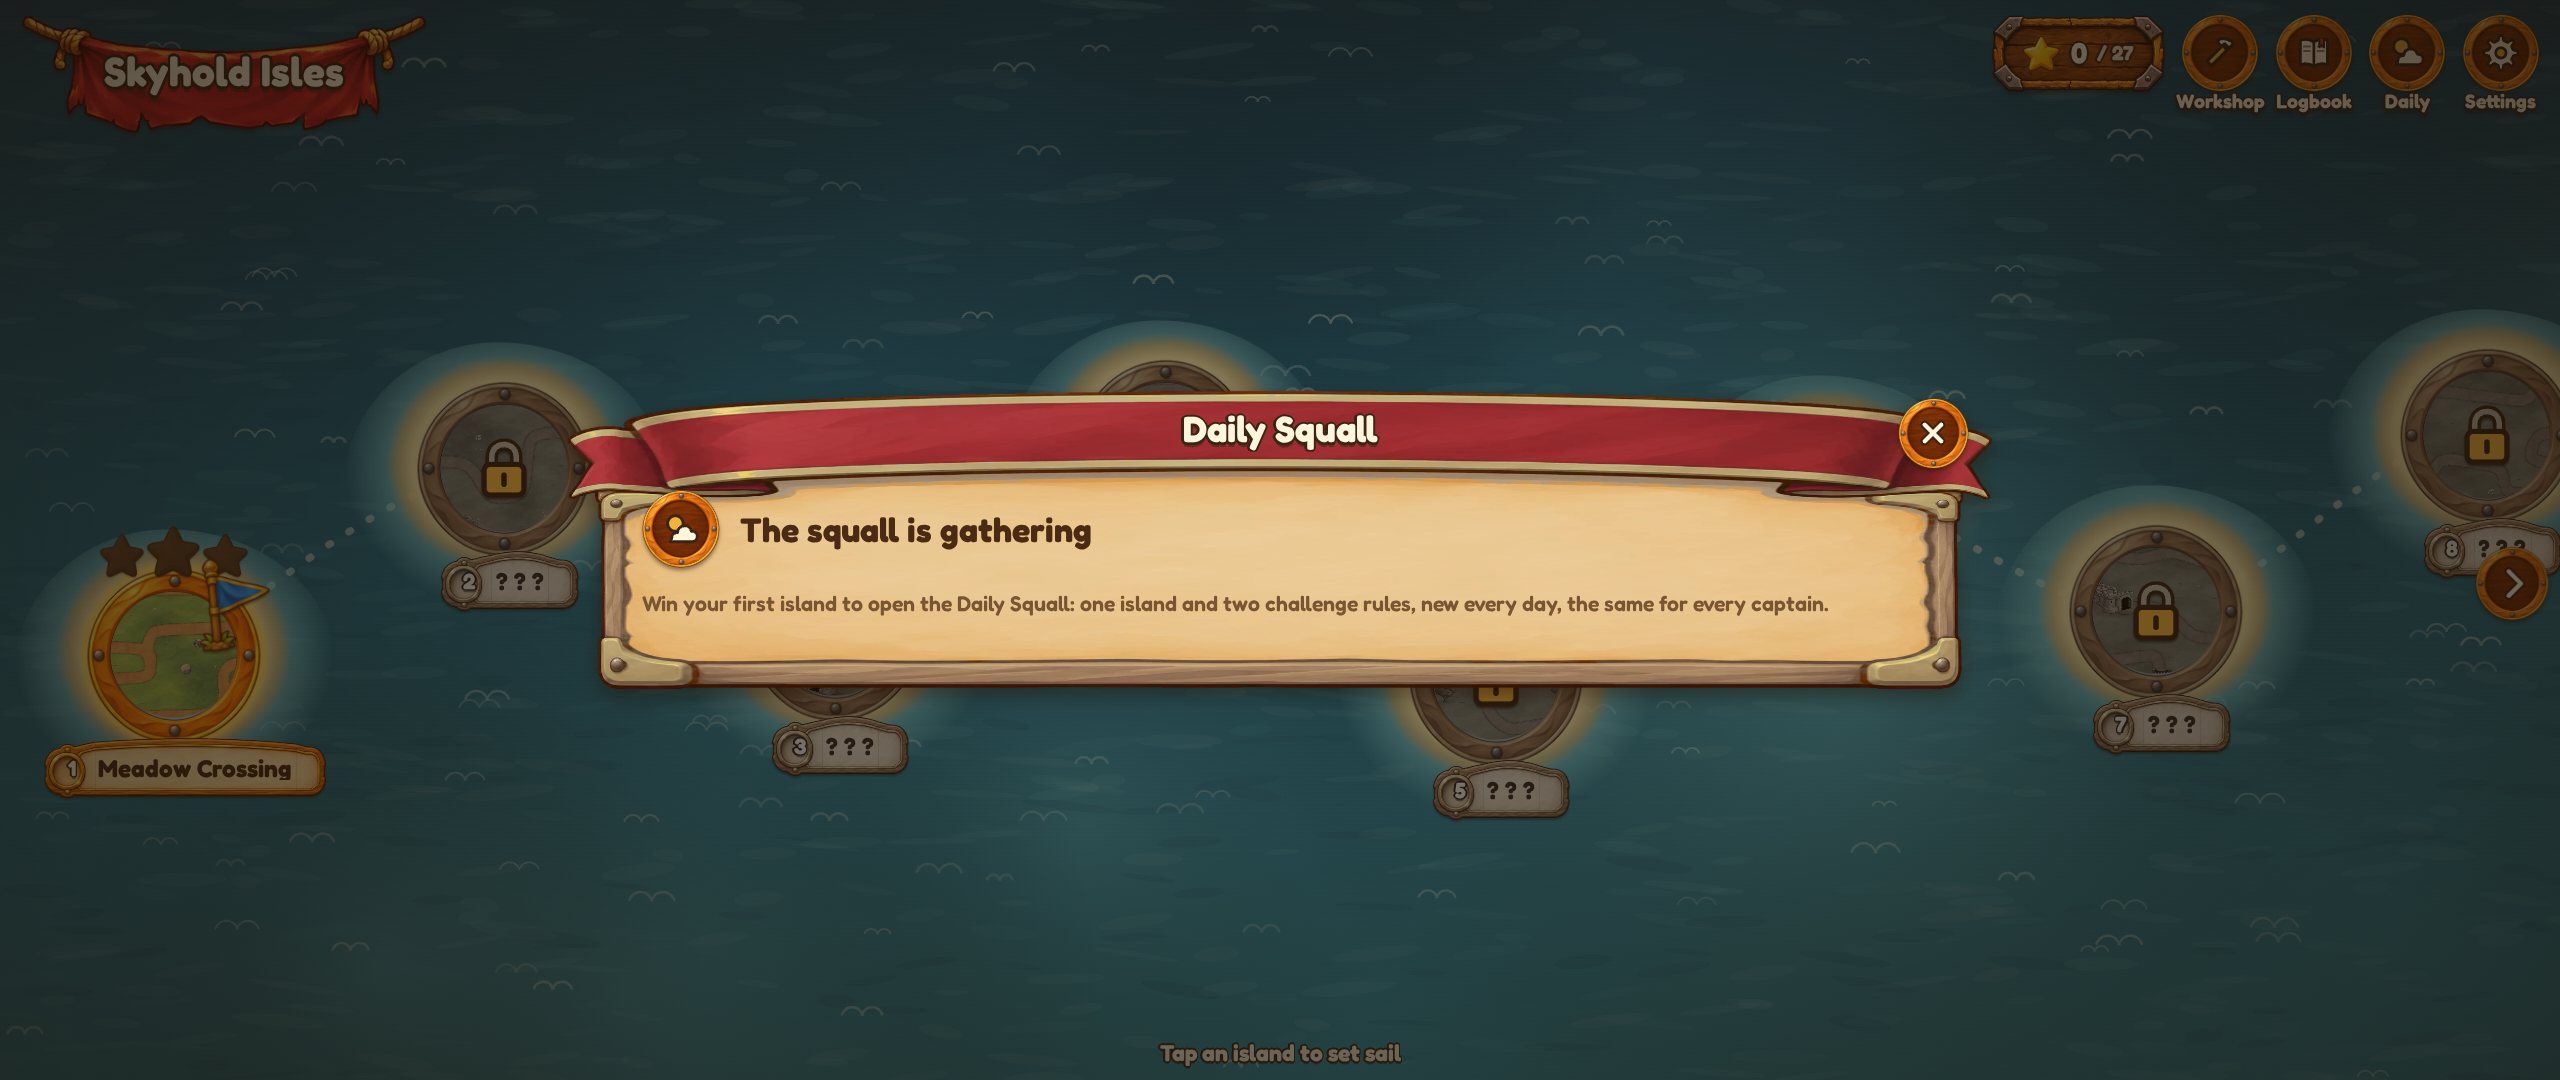 Skyhold Isles
0 / 27
Workshop
Logbook
Daily
Settings
Daily Squall
The squall is gathering
Win your first island to open the Daily Squall: one island and two challenge rules, new every day, the same for every captain.
1 Meadow Crossing
2 ???
3 ???
5 ???
7 ???
8 ???
Tap an island to set sail